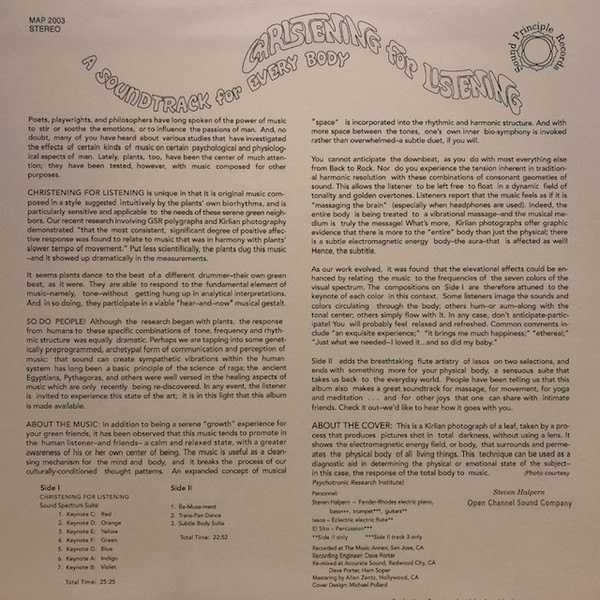 MAP 2003
STEREO
CHRISTENING for LISTENING
A SOUNDTRACK for EVERY BODY
Sound Principle Records
Poets, playwrights, and philosophers have long spoken of the power of music
to stir or soothe the emotions, or to influence the passions of man. And, no
doubt, many of you have heard about various studies that have investigated
the effects of certain kinds of music on certain psychological and physiolog-
ical aspects of man. Lately, plants, too, have been the center of much atten-
tion; they have been tested, however, with music composed for other
purposes.
CHRISTENING FOR LISTENING is unique in that it is original music com-
posed in a style suggested intuitively by the plants' own biorhythms, and is
particularly sensitive and applicable to the needs of these serene green neigh-
bors. Our recent research involving GSR polygraphs and Kirlian photography
demonstrated "that the most consistent, significant degree of positive affec-
tive response was found to relate to music that was in harmony with plants'
slower tempo of movement." Put less scientifically, the plants dug this music
-and it showed up dramatically in the measurements.
It seems plants dance to the beat of a different drummer-their own green
beat, as it were. They are able to respond to the fundamental element of
music-namely, tone-without getting hung up in analytical interpretations.
And in so doing, they participate in a viable "hear-and-now" musical gestalt.
SO DO PEOPLE! Although the research began with plants, the response
from humans to these specific combinations of tone, frequency and rhyth-
mic structure was equally dramatic. Perhaps we are tapping into some genet-
ically preprogrammed, archetypal form of communication and perception of
music: that sound can create sympathetic vibrations within the human
system has long been a basic principle of the science of raga; the ancient
Egyptians, Pythagoras, and others were well versed in the healing aspects of
music which are only recently being re-discovered. In any event, the listener
is invited to experience this state of the art; it is in this light that this album
is made available.
ABOUT THE MUSIC: In addition to being a serene "growth" experience for
your green friends, it has been observed that this music tends to promote in
the human listener-and friends- a calm and relaxed state, with a greater
awareness of his or her own center of being. The music is useful as a clean-
sing mechanism for the mind and body, and it breaks the process of our
culturally-conditioned thought patterns. An expanded concept of musical
Side I
CHRISTENING FOR LISTENING
Sound Spectrum Suite:
1. Keynote C: Red
2. Keynote D: Orange
3. Keynote E: Yellow
4. Keynote F: Green
5. Keynote G: Blue
6. Keynote A: Indigo
7. Keynote B: Violet
Total Time: 25:25
Side II
1. Be-Muse-ment
2. Trans-Pan Dance
3. Subtle Body Suite
Total Time: 22:52
"space" is incorporated into the rhythmic and harmonic structure. And with
more space between the tones, one's own inner bio-symphony is invoked
rather than overwhelmed-a subtle duet, if you will.
You cannot anticipate the downbeat, as you do with most everything else
from Bach to Rock. Nor do you experience the tension inherent in tradition-
al harmonic resolution with these combinations of consonant geometries of
sound. This allows the listener to be left free to float in a dynamic field of
tonality and golden overtones. Listeners report that the music feels as if it is
"massaging the brain" (especially when headphones are used). Indeed, the
entire body is being treated to a vibrational massage-and the musical me-
dium is truly the message! What's more, Kirlian photographs offer graphic
evidence that there is more to the "entire" body than just the physical; there
is a subtle electromagnetic energy body-the aura-that is affected as well!
Hence, the subtitle.
As our work evolved, it was found that the elevational effects could be en-
hanced by relating the music to the frequencies of the seven colors of the
visual spectrum. The compositions on Side I are therefore attuned to the
keynote of each color in this context. Some listeners image the sounds and
colors circulating through the body; others hum-or aum-along with the
tonal center; others simply flow with it. In any case, don't anticipate-partic-
ipate! You will probably feel relaxed and refreshed. Common comments in-
clude "an exquisite experience;" "it brings me much happiness;" "ethereal;"
"Just what we needed-I loved it...and so did my baby."
Side II adds the breathtaking flute artistry of Iasos on two selections, and
ends with something more for your physical body, a sensuous suite that
takes us back to the everyday world. People have been telling us that this
album also makes a great soundtrack for massage, for movement, for yoga
and meditation . . . and for other joys that one can share with intimate
friends. Check it out-we'd like to hear how it goes with you.
ABOUT THE COVER: This is a Kirlian photograph of a leaf, taken by a pro-
cess that produces pictures shot in total darkness, without using a lens. It
shows the electromagnetic energy field, or body, that surrounds and perme-
ates the physical body of all living things. This technique can be used as a
diagnostic aid in determining the physical or emotional state of the subject-
in this case, the response of the total body to music. (Photo courtesy
Psychotronic Research Institute)
Steven Halpern
Open Channel Sound Company
Personnel:
Steven Halpern - Fender-Rhodes electric piano,
bass***, trumpet***, guitars**
Iasos - Eclectic electric flute**
El Sito - Percussion***
**Side II only ***Side II track 3 only
Recorded at The Music Annex, San Jose, CA
Recording Engineer: Dave Porter
Re-mixed at Accurate Sound, Redwood City, CA
Dave Porter, Harn Soper
Mastering by Allen Zentz, Hollywood, CA
Cover Design: Michael Pollard